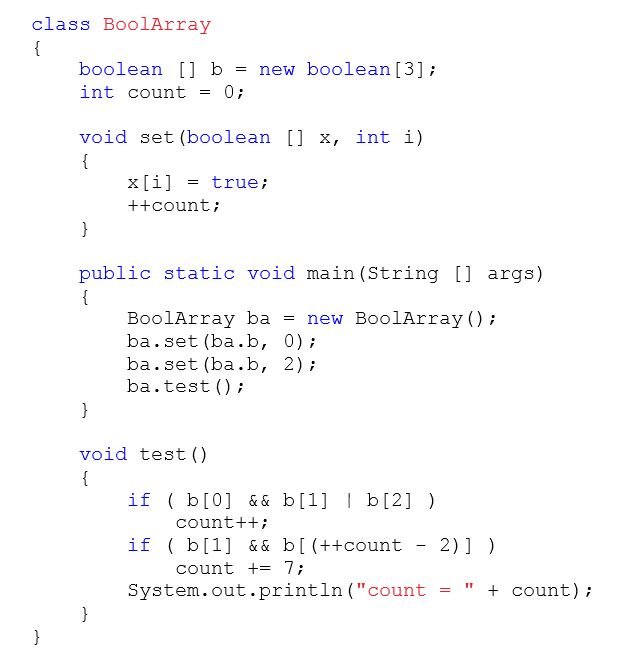 class BoolArray
{
    boolean [] b = new boolean[3];
    int count = 0;

    void set(boolean [] x, int i)
    {
        x[i] = true;
        ++count;
    }

    public static void main(String [] args)
    {
        BoolArray ba = new BoolArray();
        ba.set(ba.b, 0);
        ba.set(ba.b, 2);
        ba.test();
    }

    void test()
    {
        if ( b[0] && b[1] | b[2] )
            count++;
        if ( b[1] && b[(++count - 2)] )
            count += 7;
        System.out.println("count = " + count);
    }
}